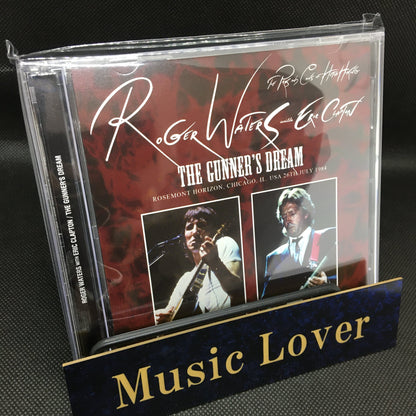 The Pros and Cons of Hitch Hiking
ROGER WATERS with ERIC CLAPTON
THE GUNNER'S DREAM
ROSEMONT HORIZON, CHICAGO, IL. USA 26TH JULY 1984
ROGER WATERS WITH ERIC CLAPTON / THE GUNNER'S DREAM
Music Lover